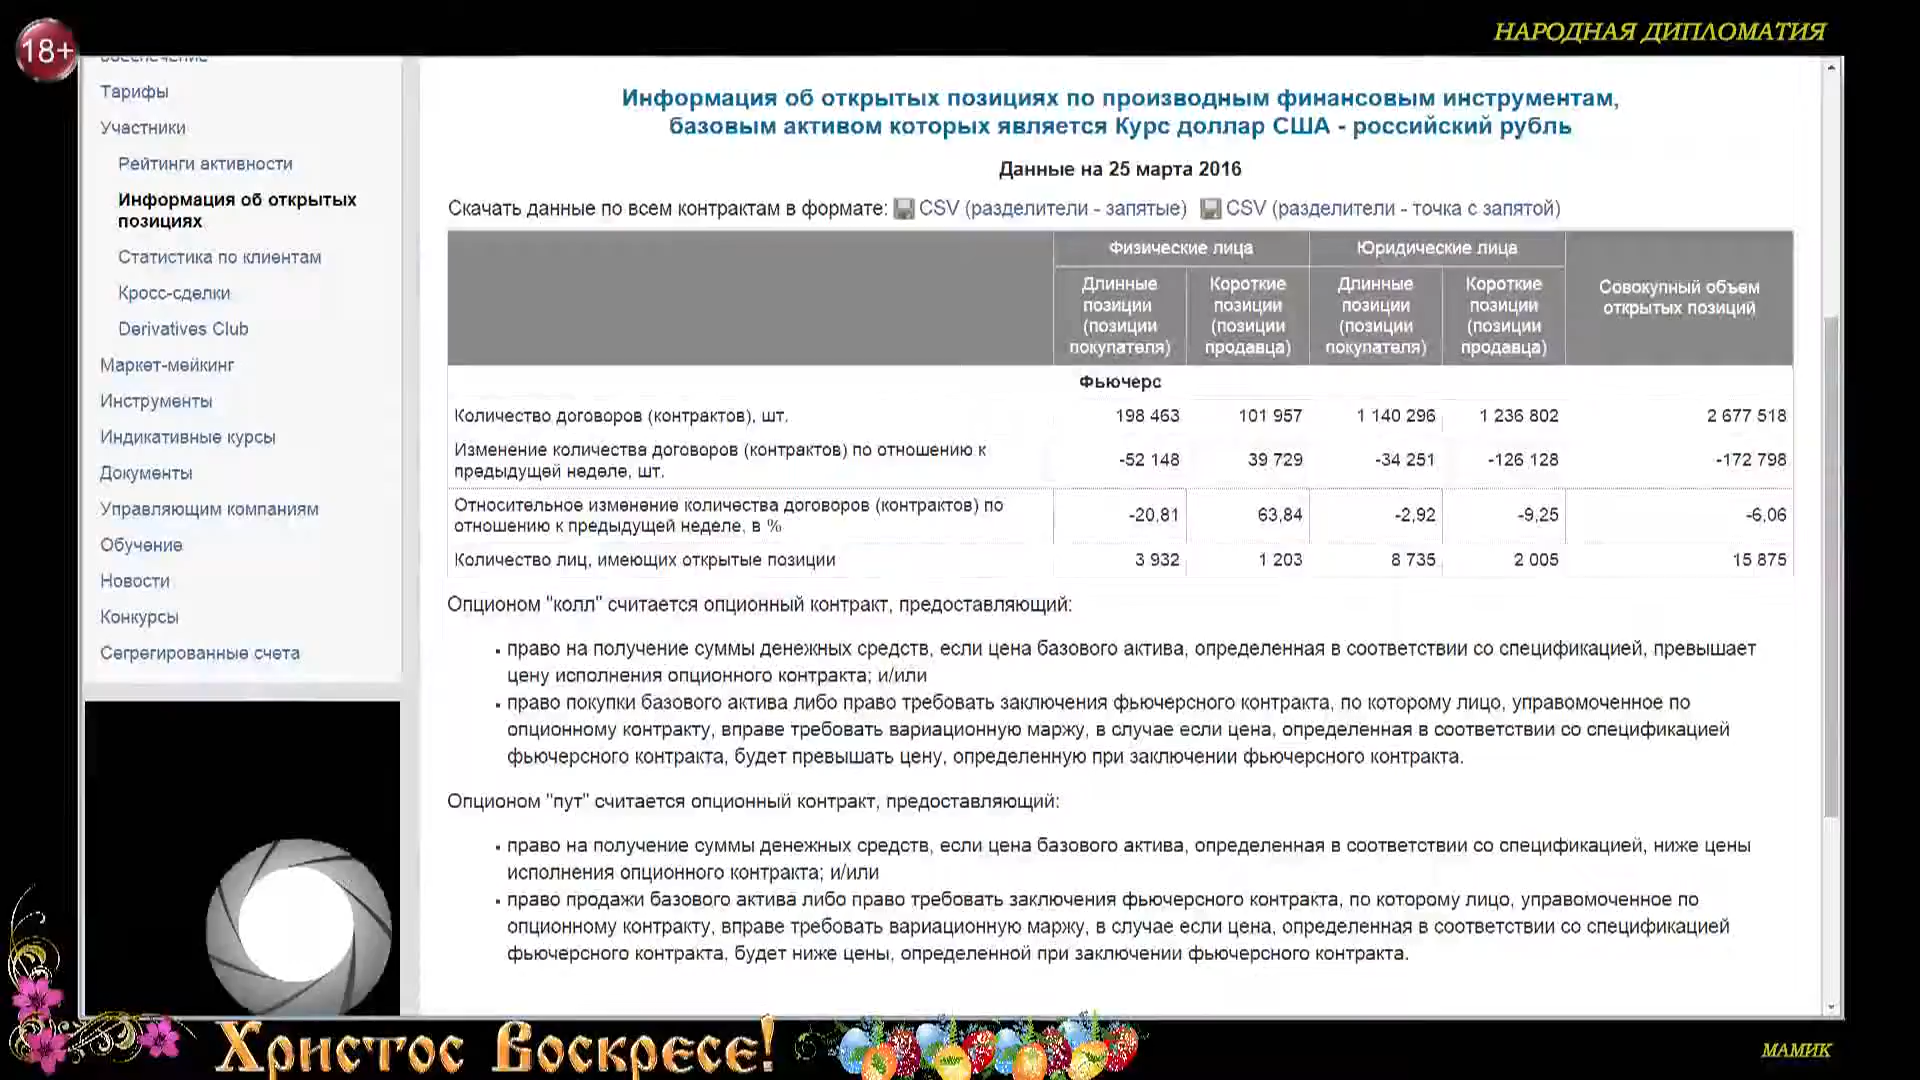 18+
НАРОДНАЯ ДИПЛОМАТИЯ
Тарифы
Участники
Рейтинги активности
Информация об открытых
позициях
Статистика по клиентам
Кросс-сделки
Derivatives Club
Маркет-мейкинг
Инструменты
Индикативные курсы
Документы
Управляющим компаниям
Обучение
Новости
Конкурсы
Сегрегированные счета
Информация об открытых позициях по производным финансовым инструментам,
базовым активом которых является Курс доллар США - российский рубль
Данные на 25 марта 2016
Скачать данные по всем контрактам в формате: CSV (разделители - запятые) CSV (разделители - точка с запятой)
Физические лица Юридические лица Совокупный объем открытых позиций
Длинные позиции (позиции покупателя) Короткие позиции (позиции продавца) Длинные позиции (позиции покупателя) Короткие позиции (позиции продавца)
Фьючерс
Количество договоров (контрактов), шт. 198 463 101 957 1 140 296 1 236 802 2 677 518
Изменение количества договоров (контрактов) по отношению к
предыдущей неделе, шт. -52 148 39 729 -34 251 -126 128 -172 798
Относительное изменение количества договоров (контрактов) по
отношению к предыдущей неделе, в % -20,81 63,84 -2,92 -9,25 -6,06
Количество лиц, имеющих открытые позиции 3 932 1 203 8 735 2 005 15 875
Опционом "колл" считается опционный контракт, предоставляющий:
право на получение суммы денежных средств, если цена базового актива, определенная в соответствии со спецификацией, превышает
цену исполнения опционного контракта; и/или
право покупки базового актива либо право требовать заключения фьючерсного контракта, по которому лицо, управомоченное по
опционному контракту, вправе требовать вариационную маржу, в случае если цена, определенная в соответствии со спецификацией
фьючерсного контракта, будет превышать цену, определенную при заключении фьючерсного контракта.
Опционом "пут" считается опционный контракт, предоставляющий:
право на получение суммы денежных средств, если цена базового актива, определенная в соответствии со спецификацией, ниже цены
исполнения опционного контракта; и/или
право продажи базового актива либо право требовать заключения фьючерсного контракта, по которому лицо, управомоченное по
опционному контракту, вправе требовать вариационную маржу, в случае если цена, определенная в соответствии со спецификацией
фьючерсного контракта, будет ниже цены, определенной при заключении фьючерсного контракта.
Христос Воскресе!
МАМИК